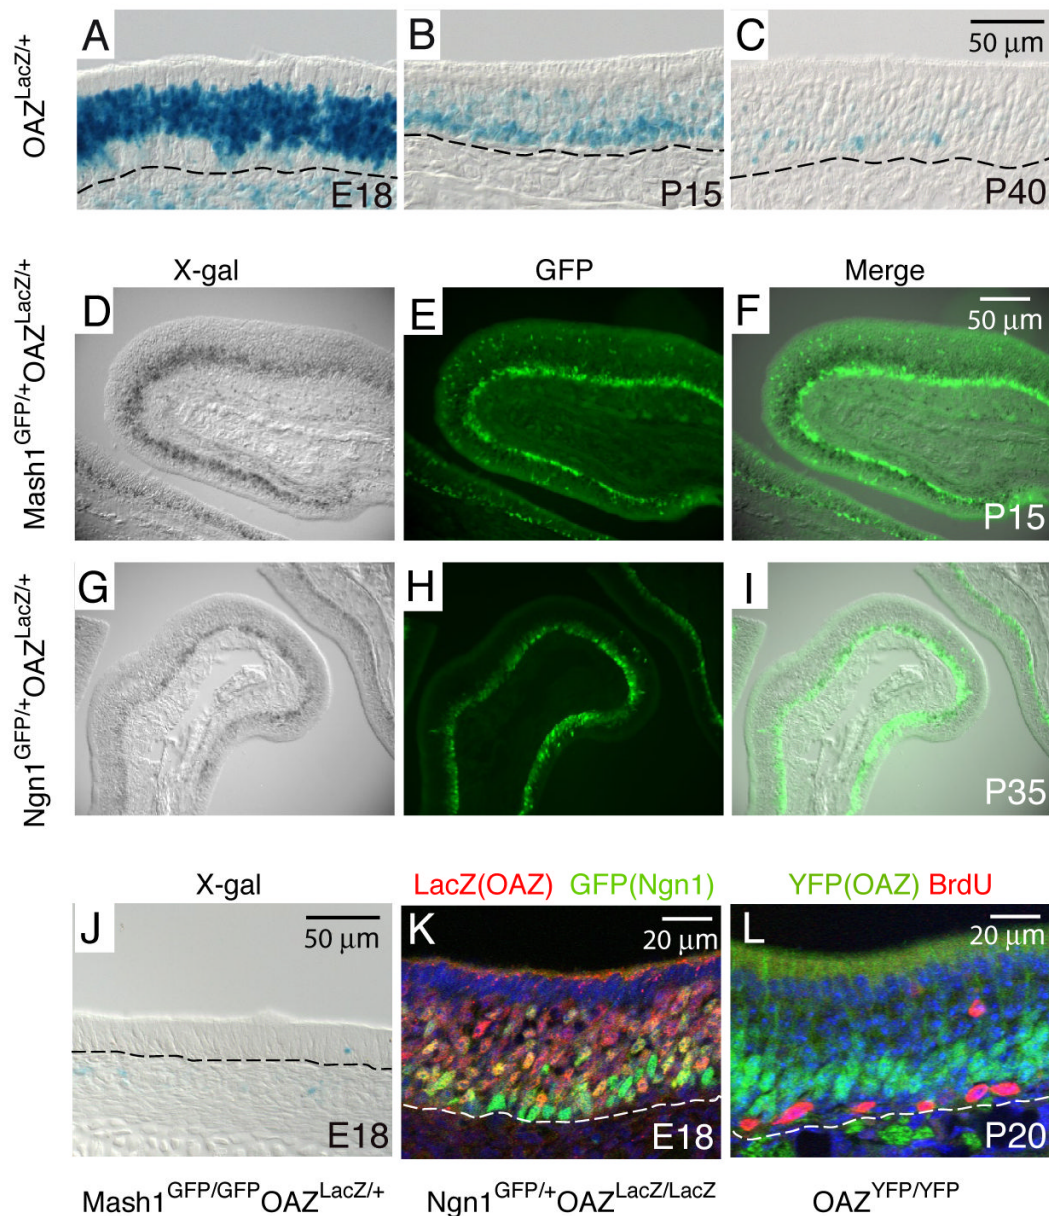 OAZ^LacZ/+
A
B
C
50 μm
E18
P15
P40
X-gal
GFP
Merge
Mash1^GFP/+ OAZ^LacZ/+
D
E
F
50 μm
P15
Ngn1^GFP/+ OAZ^LacZ/+
G
H
I
P35
X-gal
LacZ(OAZ) GFP(Ngn1)
YFP(OAZ) BrdU
J
50 μm
K
20 μm
L
20 μm
E18
E18
P20
Mash1^GFP/GFP OAZ^LacZ/+
Ngn1^GFP/+ OAZ^LacZ/LacZ
OAZ^YFP/YFP